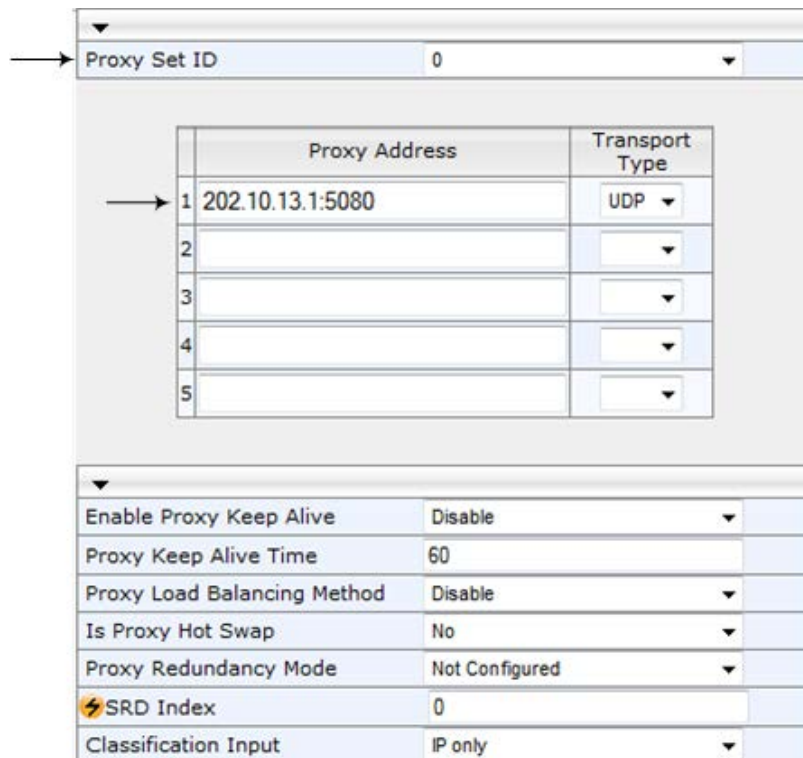 Proxy Set ID 0
Proxy Address Transport Type
1 202.10.13.1:5080 UDP
2
3
4
5
Enable Proxy Keep Alive Disable
Proxy Keep Alive Time 60
Proxy Load Balancing Method Disable
Is Proxy Hot Swap No
Proxy Redundancy Mode Not Configured
SRD Index 0
Classification Input IP only